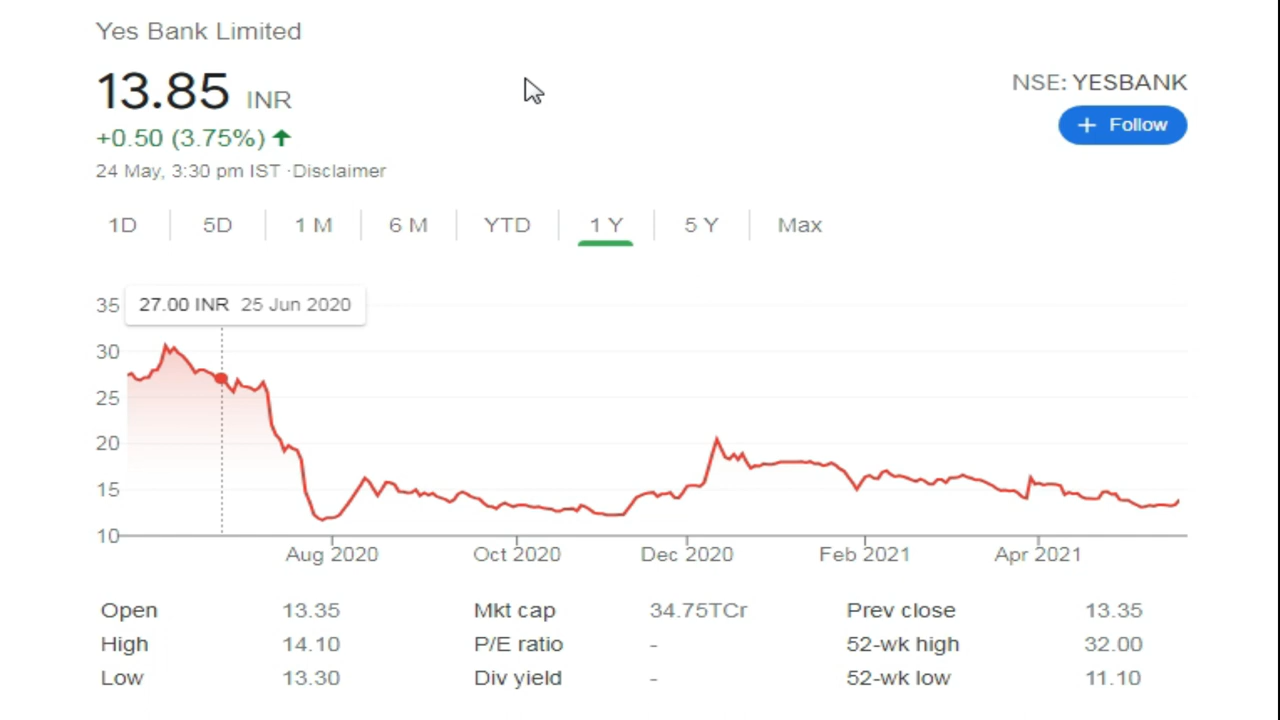 Yes Bank Limited
13.85 INR
+0.50 (3.75%)
24 May, 3:30 pm IST ·Disclaimer
NSE: YESBANK
+ Follow
1D 5D 1 M 6 M YTD 1 Y 5 Y Max
27.00 INR 25 Jun 2020
35
30
25
20
15
10
Aug 2020 Oct 2020 Dec 2020 Feb 2021 Apr 2021
Open 13.35 Mkt cap 34.75TCr Prev close 13.35
High 14.10 P/E ratio - 52-wk high 32.00
Low 13.30 Div yield - 52-wk low 11.10